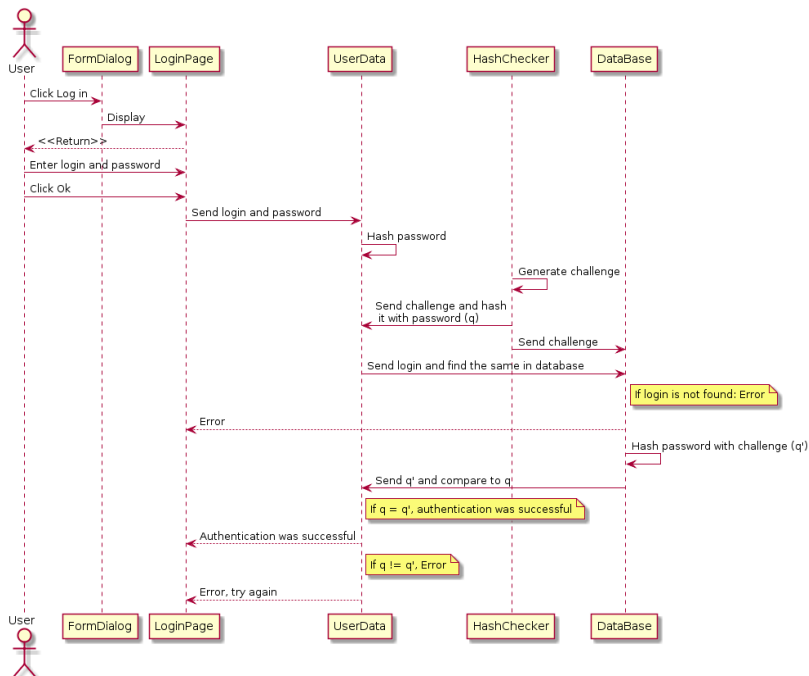 User
FormDialog
LoginPage
UserData
HashChecker
DataBase
Click Log in
Display
<<Return>>
Enter login and password
Click Ok
Send login and password
Hash password
Generate challenge
Send challenge and hash
it with password (q)
Send challenge
Send login and find the same in database
If login is not found: Error
Error
Hash password with challenge (q')
Send q' and compare to q
If q = q', authentication was successful
Authentication was successful
If q != q', Error
Error, try again
User
FormDialog
LoginPage
UserData
HashChecker
DataBase